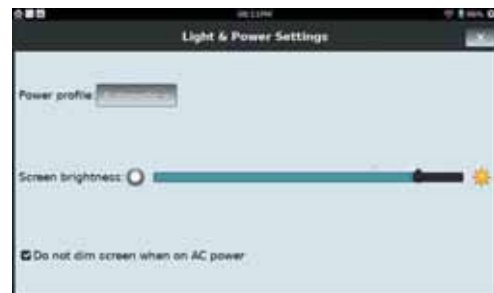 Light & Power Settings
Power profile:
Screen brightness:
Do not dim screen when on AC power